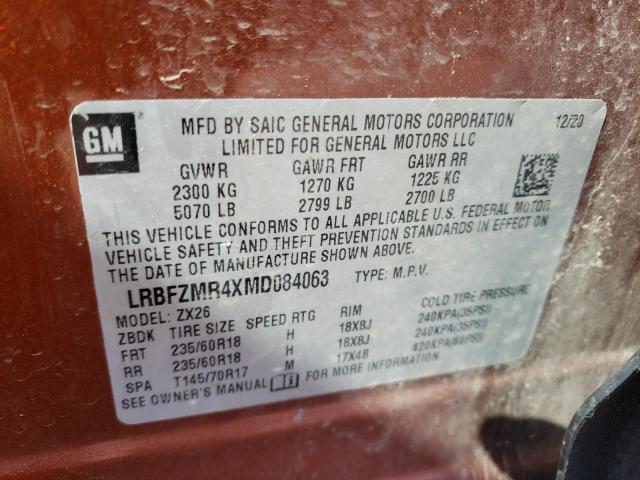 GM
MFD BY SAIC GENERAL MOTORS CORPORATION 12/20
LIMITED FOR GENERAL MOTORS LLC
GVWR GAWR FRT GAWR RR
2300 KG 1270 KG 1225 KG
5070 LB 2799 LB 2700 LB
THIS VEHICLE CONFORMS TO ALL APPLICABLE U.S. FEDERAL MOTOR
VEHICLE SAFETY AND THEFT PREVENTION STANDARDS IN EFFECT ON
THE DATE OF MANUFACTURE SHOWN ABOVE.
LRBFZMR4XMD084063 TYPE: M.P.V.
MODEL: ZX26
ZBDK TIRE SIZE SPEED RTG RIM COLD TIRE PRESSURE
FRT 235/60R18 H 18X8J 240KPA(35PSI)
RR 235/60R18 H 18X8J 240KPA(35PSI)
SPA T145/70R17 M 17X4B 420KPA(60PSI)
SEE OWNER'S MANUAL FOR MORE INFORMATION